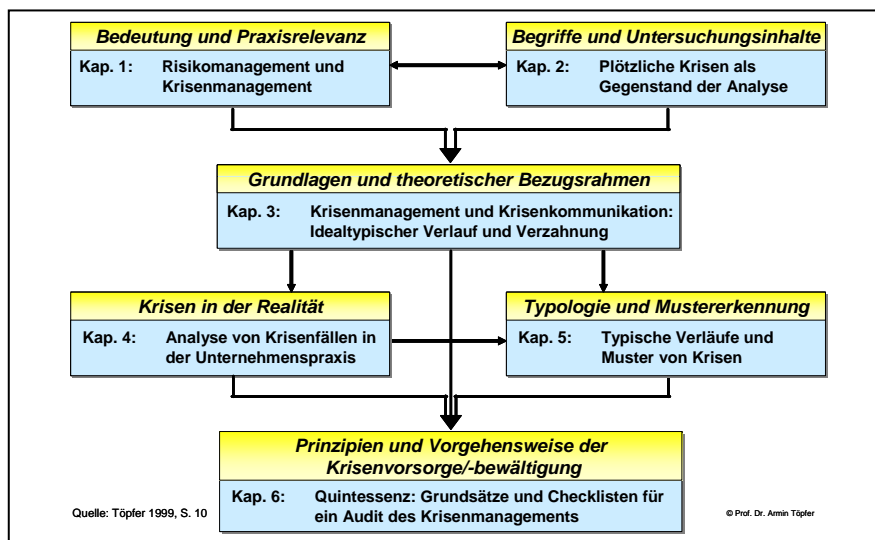 Bedeutung und Praxisrelevanz
Kap. 1: Risikomanagement und
Krisenmanagement
Begriffe und Untersuchungsinhalte
Kap. 2: Plötzliche Krisen als
Gegenstand der Analyse
Grundlagen und theoretischer Bezugsrahmen
Kap. 3: Krisenmanagement und Krisenkommunikation:
Idealtypischer Verlauf und Verzahnung
Krisen in der Realität
Kap. 4: Analyse von Krisenfällen in
der Unternehmenspraxis
Typologie und Mustererkennung
Kap. 5: Typische Verläufe und
Muster von Krisen
Prinzipien und Vorgehensweise der
Krisenvorsorge/-bewältigung
Kap. 6: Quintessenz: Grundsätze und Checklisten für
ein Audit des Krisenmanagements
Quelle: Töpfer 1999, S. 10
© Prof. Dr. Armin Töpfer